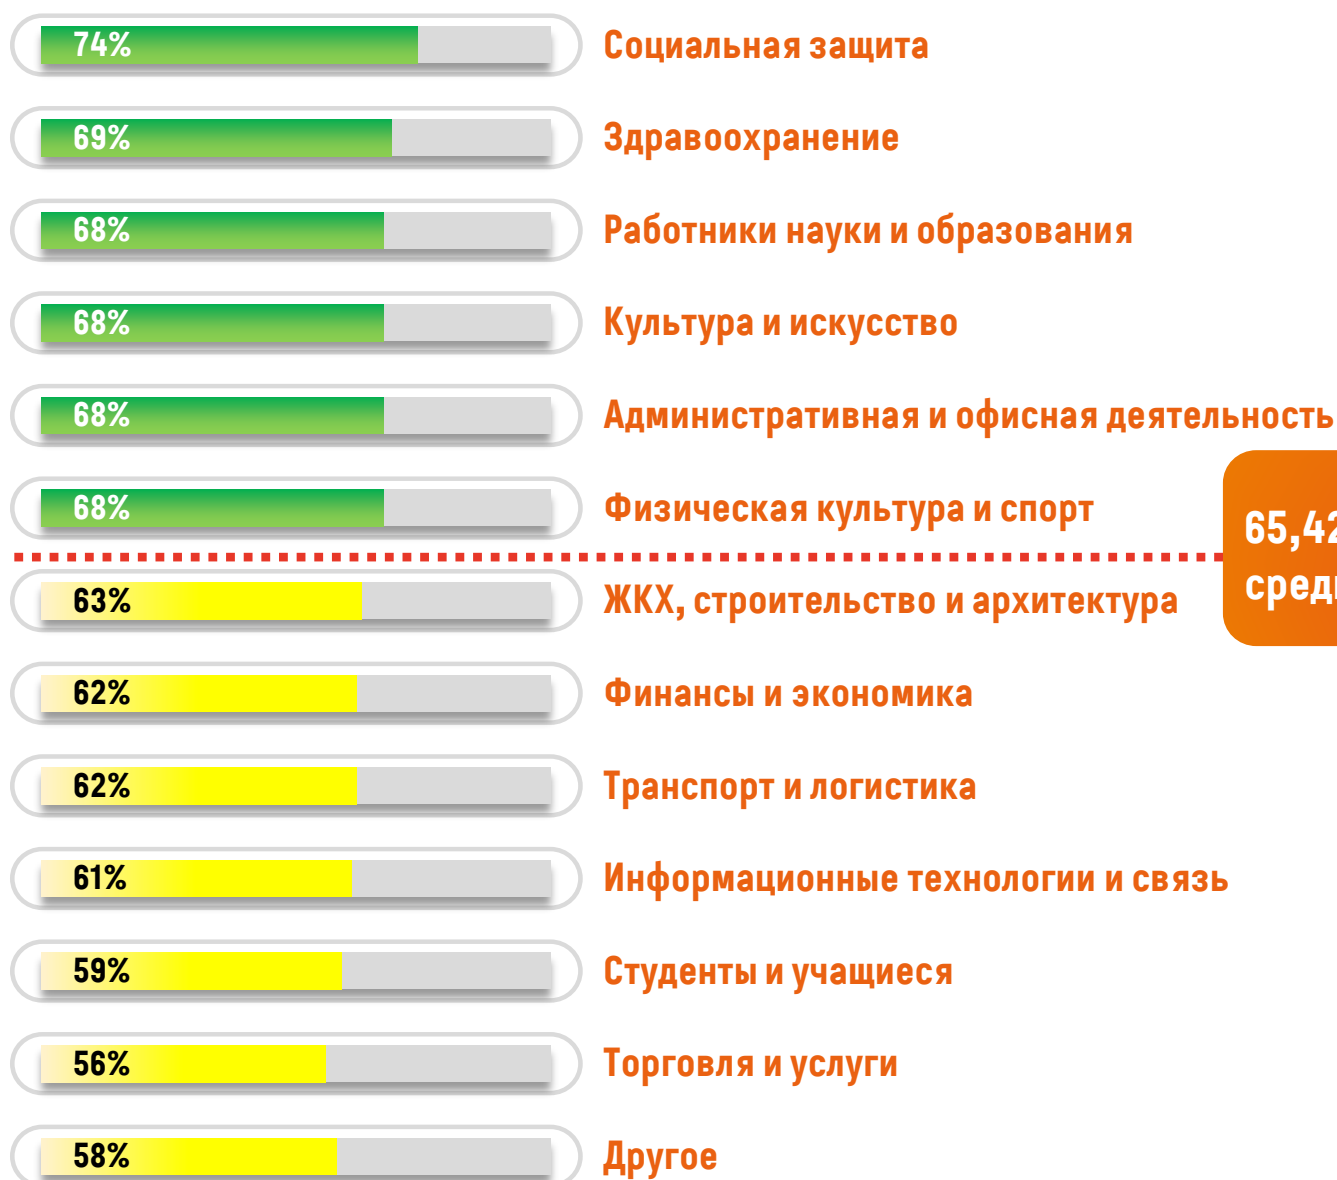 74% Социальная защита
69% Здравоохранение
68% Работники науки и образования
68% Культура и искусство
68% Административная и офисная деятельность
68% Физическая культура и спорт
65,42
63% ЖКХ, строительство и архитектура
62% Финансы и экономика
62% Транспорт и логистика
61% Информационные технологии и связь
59% Студенты и учащиеся
56% Торговля и услуги
58% Другое